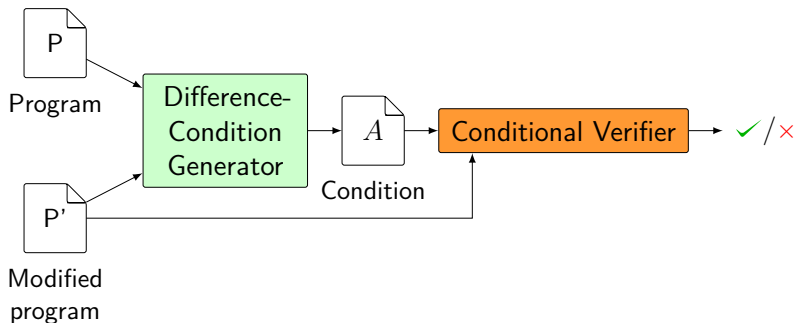 P
Program
Difference-
Condition
Generator
A
Condition
Conditional Verifier
✓/×
P'
Modified
program